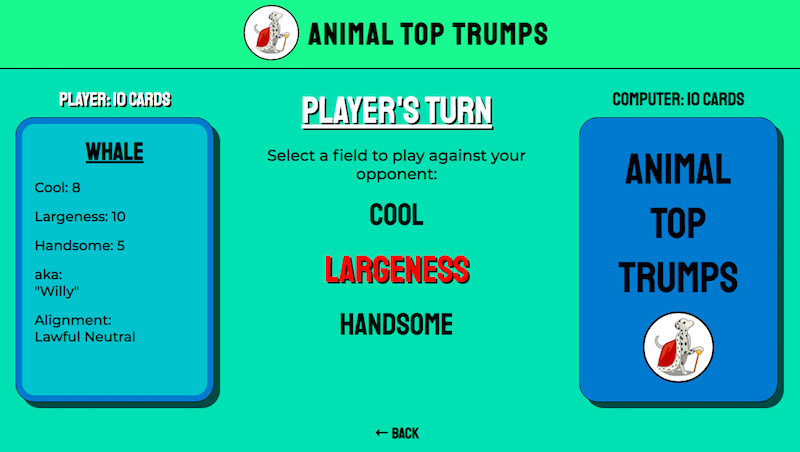 ANIMAL TOP TRUMPS
PLAYER: 10 CARDS
WHALE
Cool: 8
Largeness: 10
Handsome: 5
aka:
"Willy"
Alignment:
Lawful Neutral
PLAYER'S TURN
Select a field to play against your
opponent:
COOL
LARGENESS
HANDSOME
← BACK
COMPUTER: 10 CARDS
ANIMAL
TOP
TRUMPS